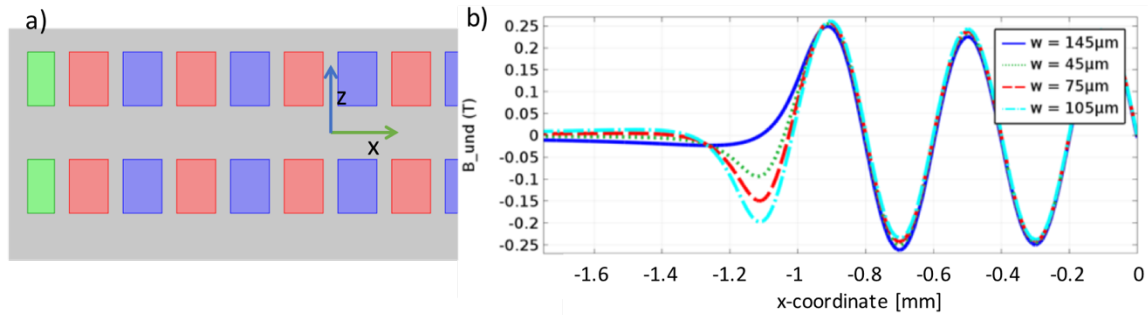 a)
z
x
b)
B_und (T)
0.25
0.2
0.15
0.1
0.05
0
-0.05
-0.1
-0.15
-0.2
-0.25
w = 145μm
w = 45μm
w = 75μm
w = 105μm
-1.6 -1.4 -1.2 -1 -0.8 -0.6 -0.4 -0.2 0
x-coordinate [mm]